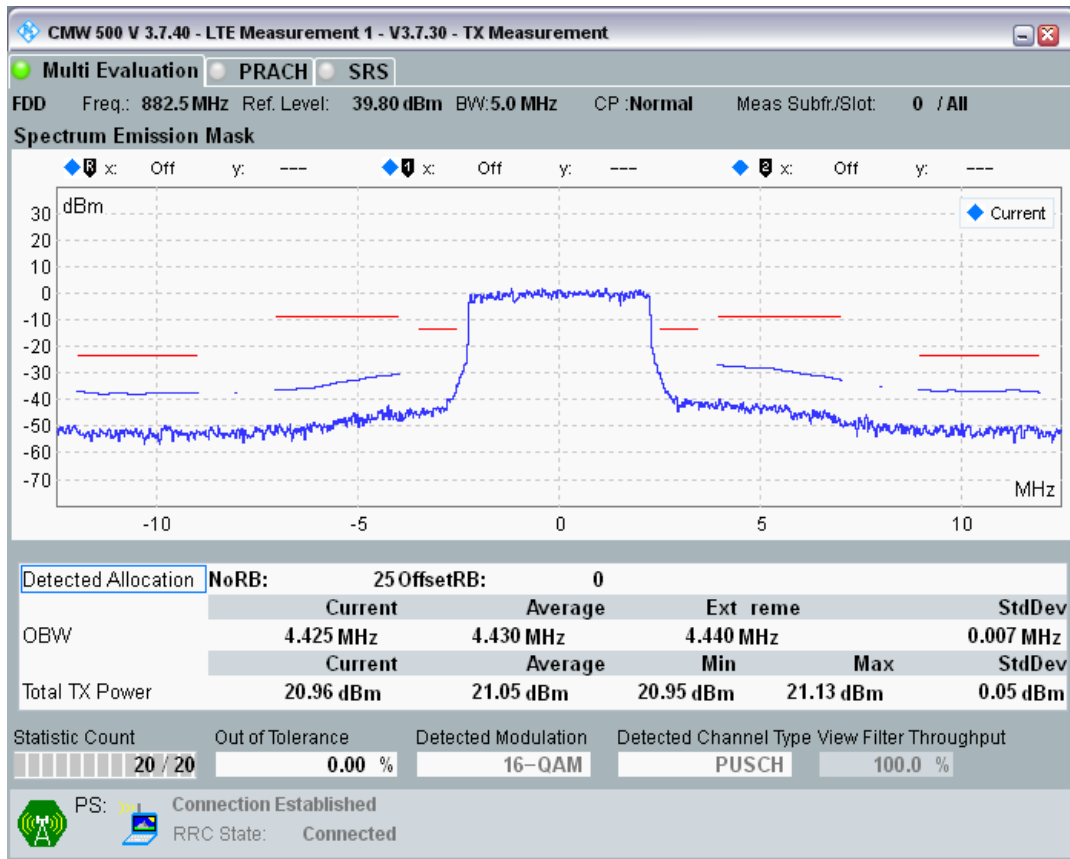 CMW 500 V 3.7.40 - LTE Measurement 1 - V3.7.30 - TX Measurement
Multi Evaluation PRACH SRS
FDD Freq.: 882.5 MHz Ref. Level: 39.80 dBm BW:5.0 MHz CP :Normal Meas Subfr./Slot: 0 / All
Spectrum Emission Mask
R x: Off y: --- 1 x: Off y: --- 2 x: Off y: ---
dBm
Current
30
20
10
0
-10
-20
-30
-40
-50
-60
-70
MHz
-10 -5 0 5 10
Detected Allocation NoRB: 25 OffsetRB: 0
Current Average Ext reme StdDev
OBW 4.425 MHz 4.430 MHz 4.440 MHz 0.007 MHz
Current Average Min Max StdDev
Total TX Power 20.96 dBm 21.05 dBm 20.95 dBm 21.13 dBm 0.05 dBm
Statistic Count Out of Tolerance Detected Modulation Detected Channel Type View Filter Throughput
20 / 20 0.00 % 16-QAM PUSCH 100.0 %
PS: Connection Established
RRC State: Connected